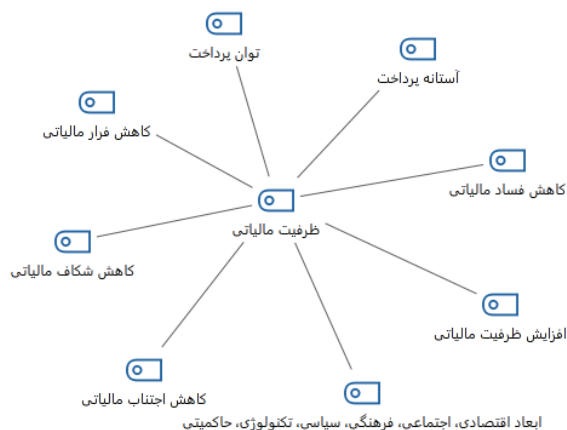 توان پرداخت
آستانه پرداخت
کاهش فرار مالیاتی
کاهش فساد مالیاتی
ظرفیت مالیاتی
کاهش شکاف مالیاتی
افزایش ظرفیت مالیاتی
کاهش اجتناب مالیاتی
ابعاد اقتصادی، اجتماعی، فرهنگی، سیاسی، تکنولوژی، حاکمیتی